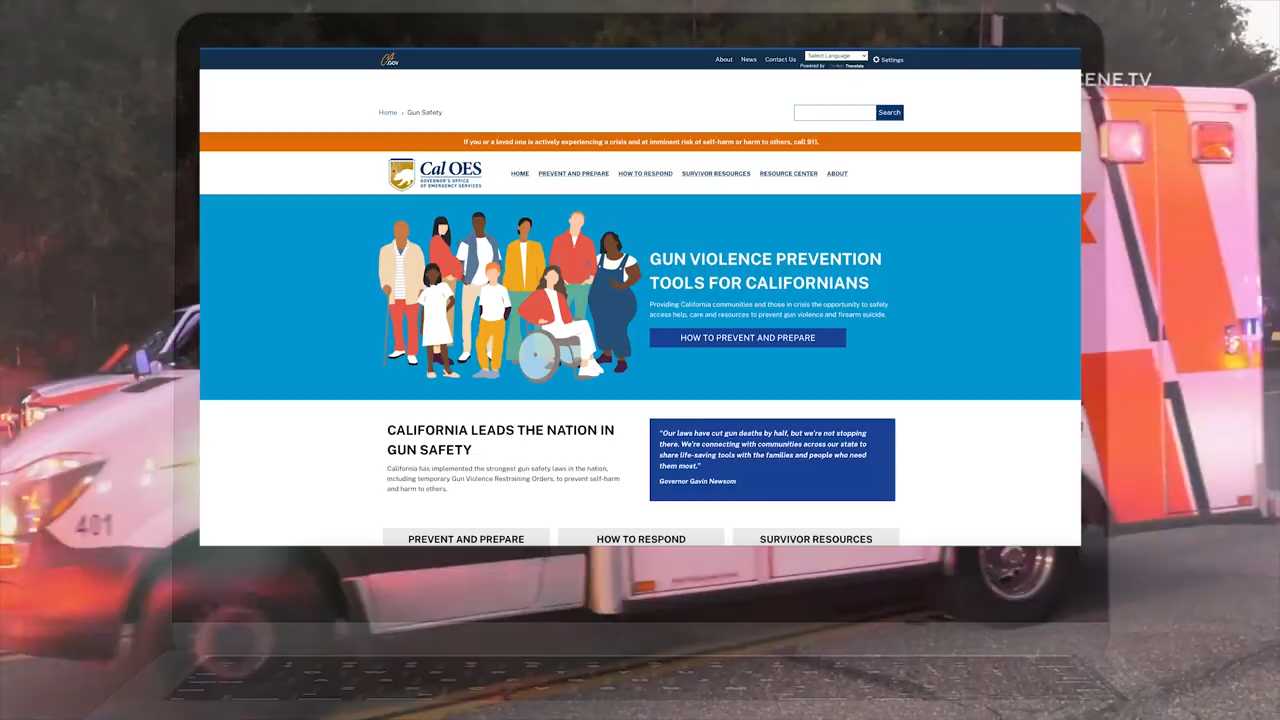 CA
.GOV
About News Contact Us Select Language Settings
Powered by Translate
CENE.TV
Home › Gun Safety Search
If you or a loved one is actively experiencing a crisis and at imminent risk of self-harm or harm to others, call 911.
Cal OES
GOVERNOR'S OFFICE
OF EMERGENCY SERVICES
HOME PREVENT AND PREPARE HOW TO RESPOND SURVIVOR RESOURCES RESOURCE CENTER ABOUT
GUN VIOLENCE PREVENTION
TOOLS FOR CALIFORNIANS
Providing California communities and those in crisis the opportunity to safely
access help, care and resources to prevent gun violence and firearm suicide.
HOW TO PREVENT AND PREPARE
CALIFORNIA LEADS THE NATION IN
GUN SAFETY
California has implemented the strongest gun safety laws in the nation,
including temporary Gun Violence Restraining Orders, to prevent self-harm
and harm to others.
"Our laws have cut gun deaths by half, but we're not stopping
there. We're connecting with communities across our state to
share life-saving tools with the families and people who need
them most."
Governor Gavin Newsom
401
PREVENT AND PREPARE HOW TO RESPOND SURVIVOR RESOURCES